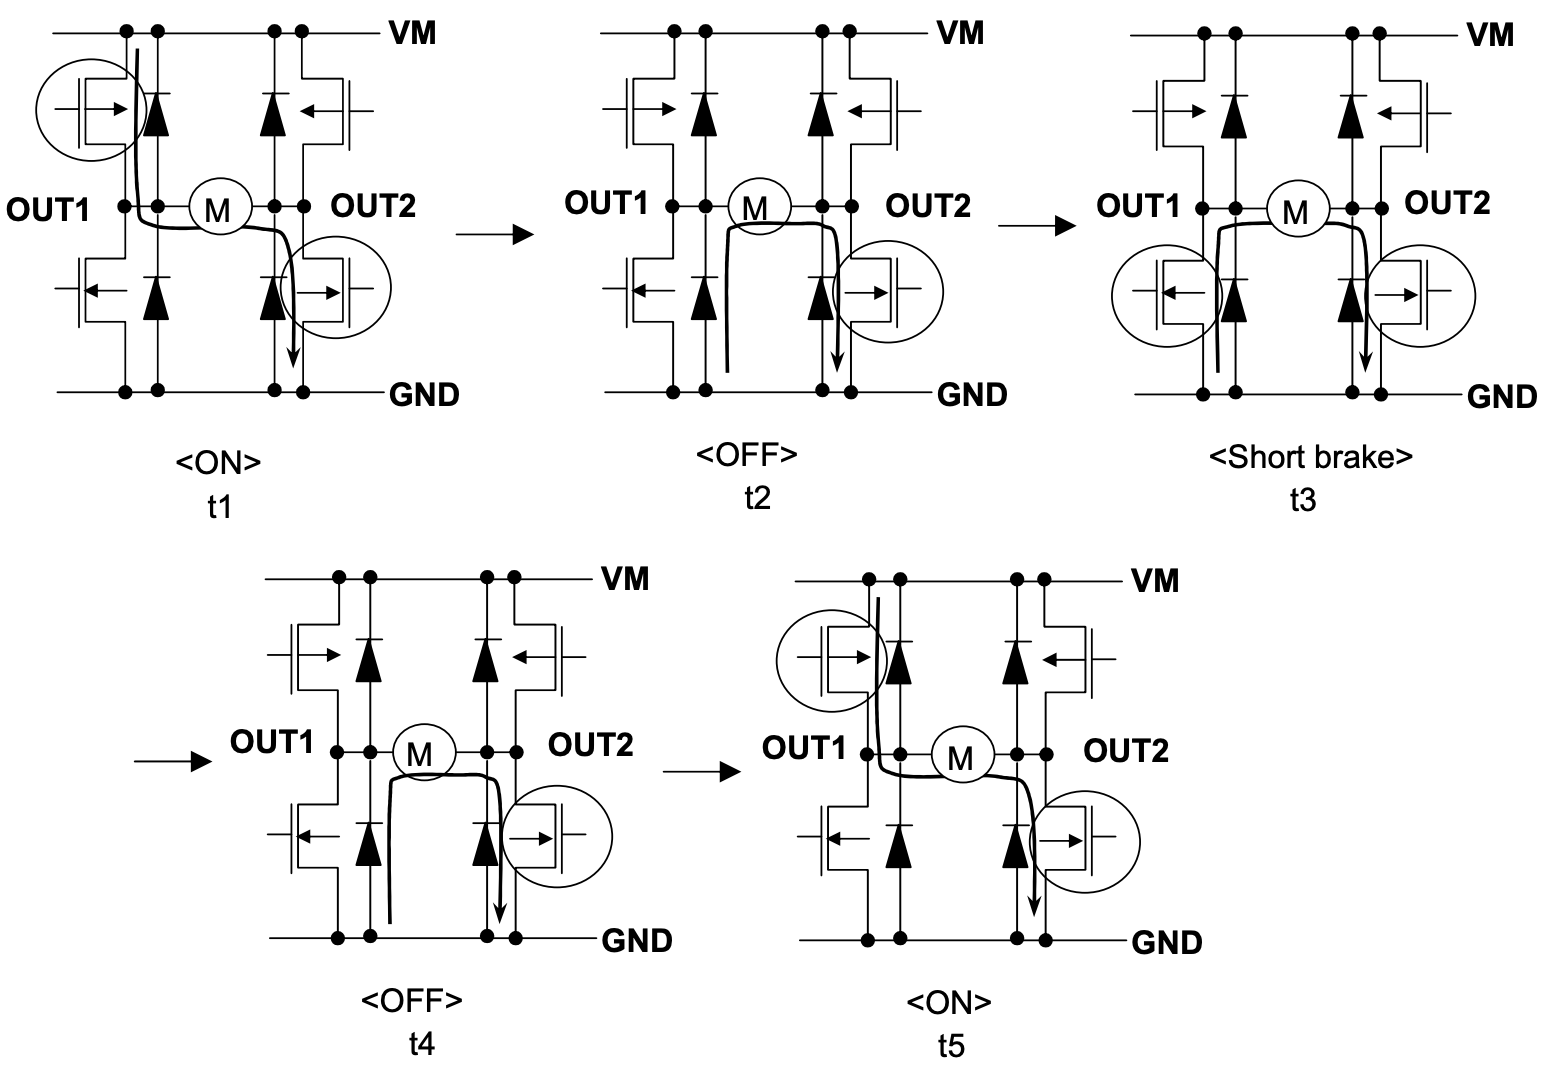 VM
OUT1
M
OUT2
GND
<ON>
t1
VM
OUT1
M
OUT2
GND
<OFF>
t2
VM
OUT1
M
OUT2
GND
<Short brake>
t3
VM
OUT1
M
OUT2
GND
<OFF>
t4
VM
OUT1
M
OUT2
GND
<ON>
t5